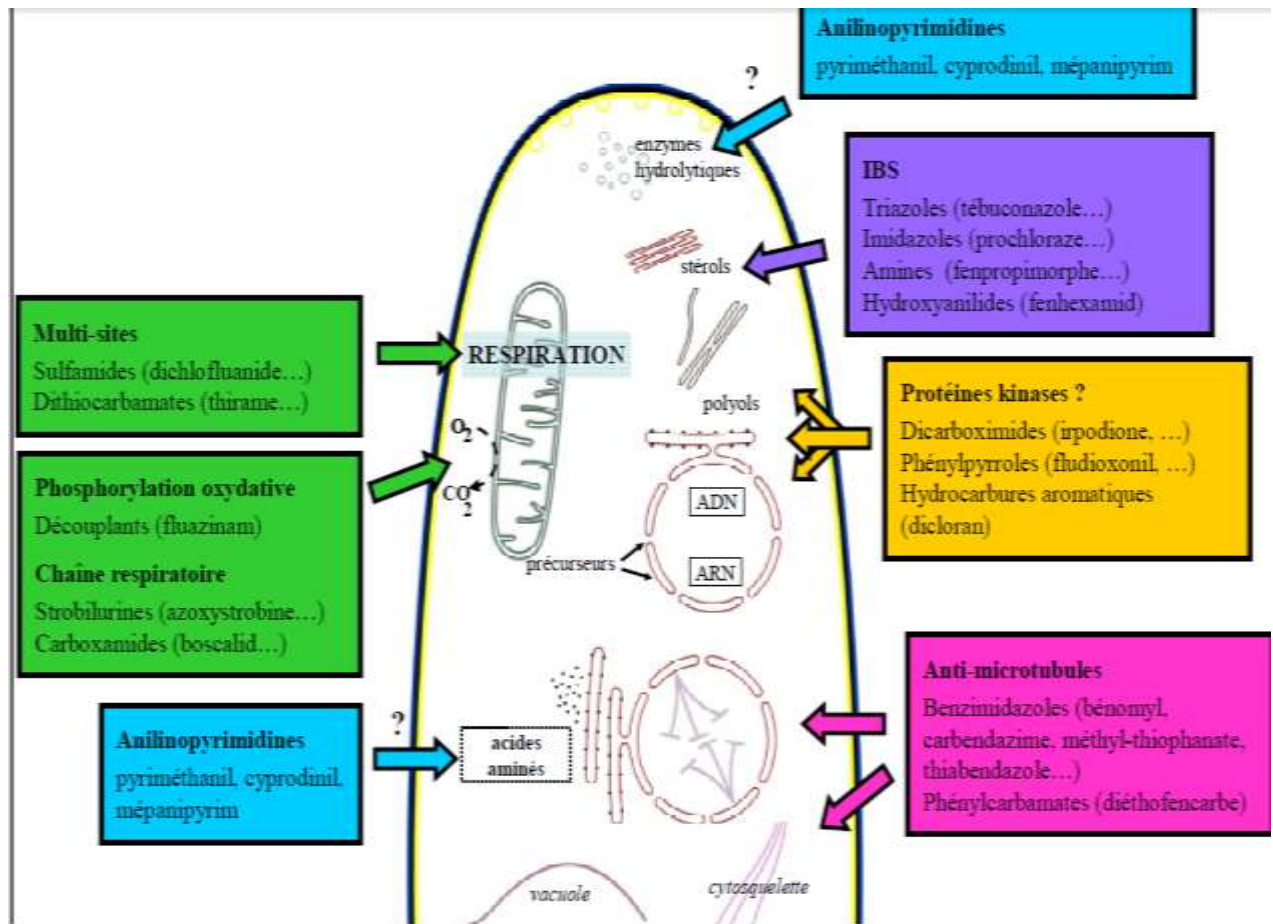 Anilinopyrimidines
pyriméthanil, cyprodinil, mépanipyrim
?
enzymes
hydrolytiques
IBS
Triazoles (tébuconazole…)
Imidazoles (prochloraze…)
Amines (fenpropimorphe…)
Hydroxyanilides (fenhexamid)
stérols
Multi-sites
Sulfamides (dichlofluanide…)
Dithiocarbamates (thirame…)
RESPIRATION
polyols
Protéines kinases ?
Dicarboximides (irpodione, …)
Phénylpyrroles (fludioxonil, …)
Hydrocarbures aromatiques
(dicloran)
O2
CO2
Phosphorylation oxydative
Découplants (fluazinam)
Chaîne respiratoire
Strobilurines (azoxystrobine…)
Carboxamides (boscalid…)
ADN
précurseurs
ARN
Anti-microtubules
Benzimidazoles (bénomyl,
carbendazime, méthyl-thiophanate,
thiabendazole…)
Phénylcarbamates (diéthofencarbe)
?
Anilinopyrimidines
pyriméthanil, cyprodinil,
mépanipyrim
acides
aminés
vacuole
cytosquelette